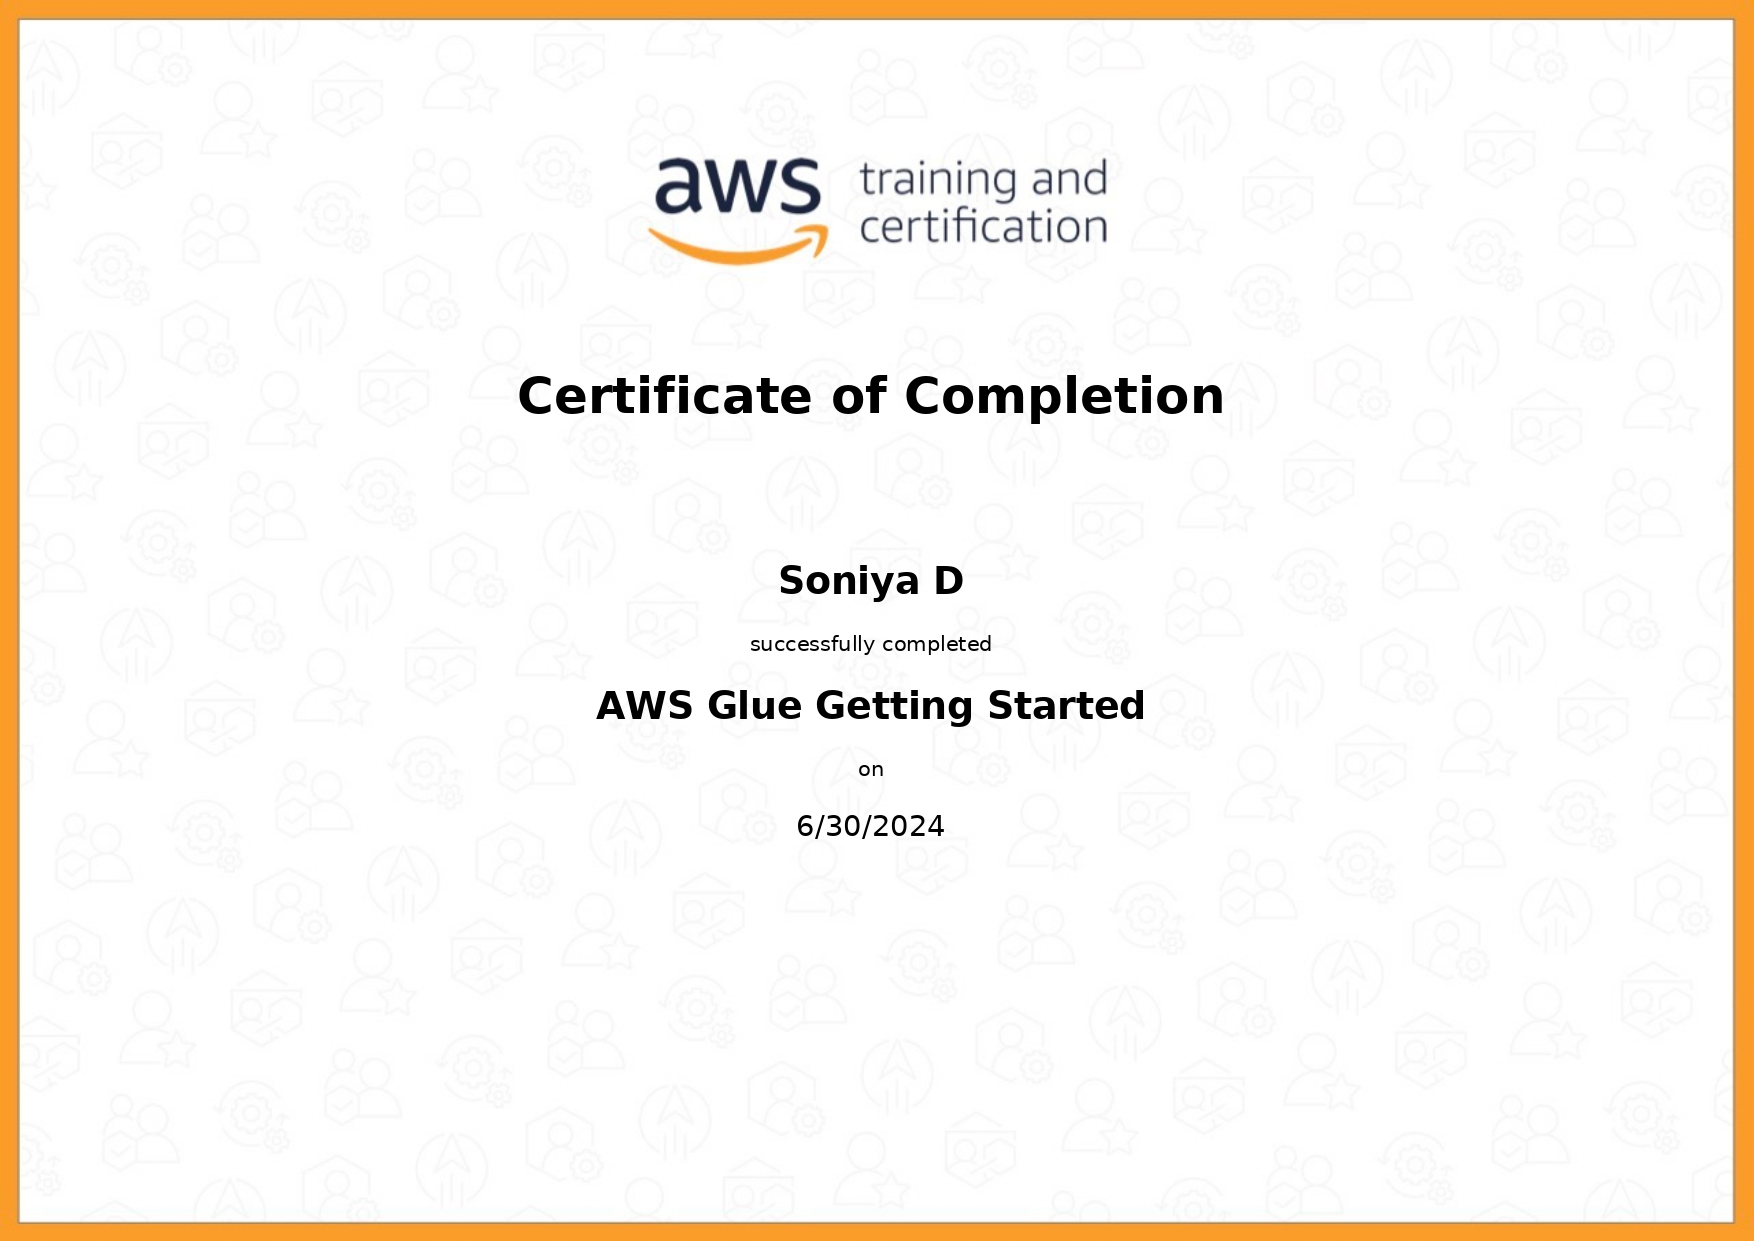 aws training and
certification
Certificate of Completion
Soniya D
successfully completed
AWS Glue Getting Started
on
6/30/2024